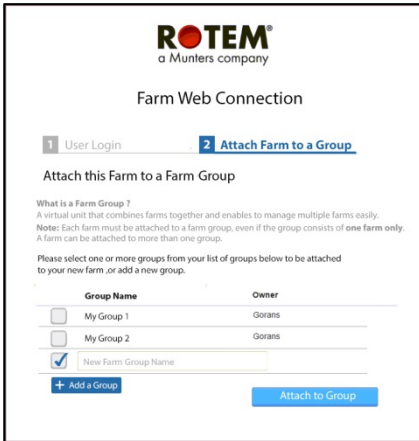 ROTEM®
a Munters company
Farm Web Connection
1 User Login 2 Attach Farm to a Group
Attach this Farm to a Farm Group
What is a Farm Group ?
A virtual unit that combines farms together and enables to manage multiple farms easily.
Note: Each farm must be attached to a farm group, even if the group consists of one farm only.
A farm can be attached to more than one group.
Please select one or more groups from your list of groups below to be attached
to your new farm ,or add a new group.
Group Name Owner
My Group 1 Gorans
My Group 2 Gorans
New Farm Group Name
+ Add a Group
Attach to Group